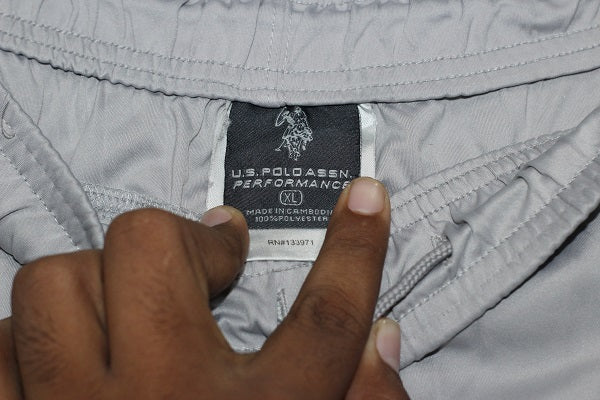 U.S. POLO ASSN.
PERFORMANCE
XL
MADE IN CAMBODIA
100% POLYESTER
RN#133971